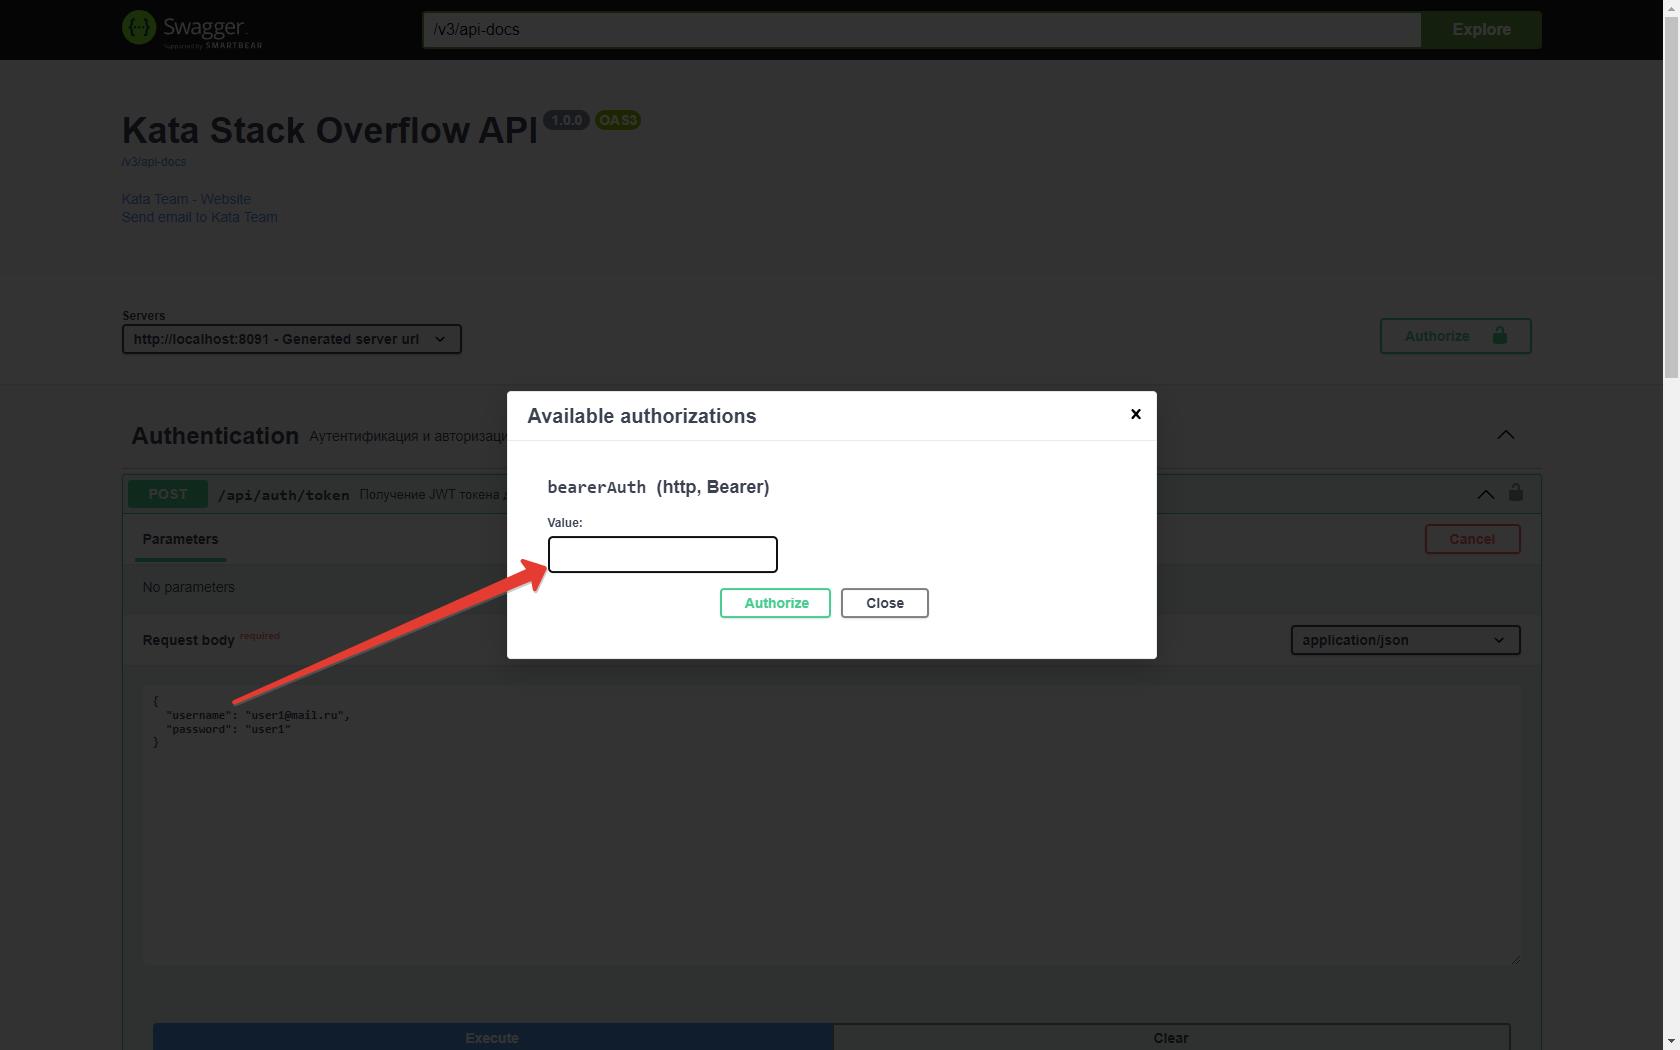 Swagger.
Supported by SMARTBEAR
/v3/api-docs
Explore
Kata Stack Overflow API 1.0.0 OAS3
/v3/api-docs
Kata Team - Website
Send email to Kata Team
Servers
http://localhost:8091 - Generated server url
Authorize
Available authorizations
Authentication Аутентификация и авторизаци
bearerAuth (http, Bearer)
POST /api/auth/token Получение JWT токена
Value:
Parameters
Cancel
No parameters
Authorize Close
Request body required
application/json
{
"username": "user1@mail.ru",
"password": "user1"
}
Execute Clear